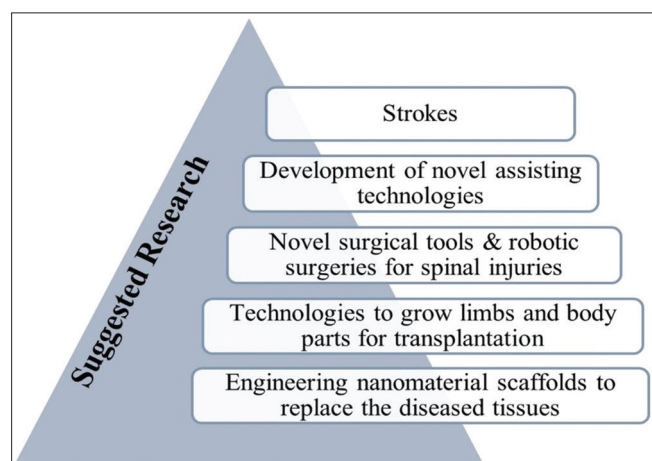 Suggested Research
Strokes
Development of novel assisting
technologies
Novel surgical tools & robotic
surgeries for spinal injuries
Technologies to grow limbs and body
parts for transplantation
Engineering nanomaterial scaffolds to
replace the diseased tissues